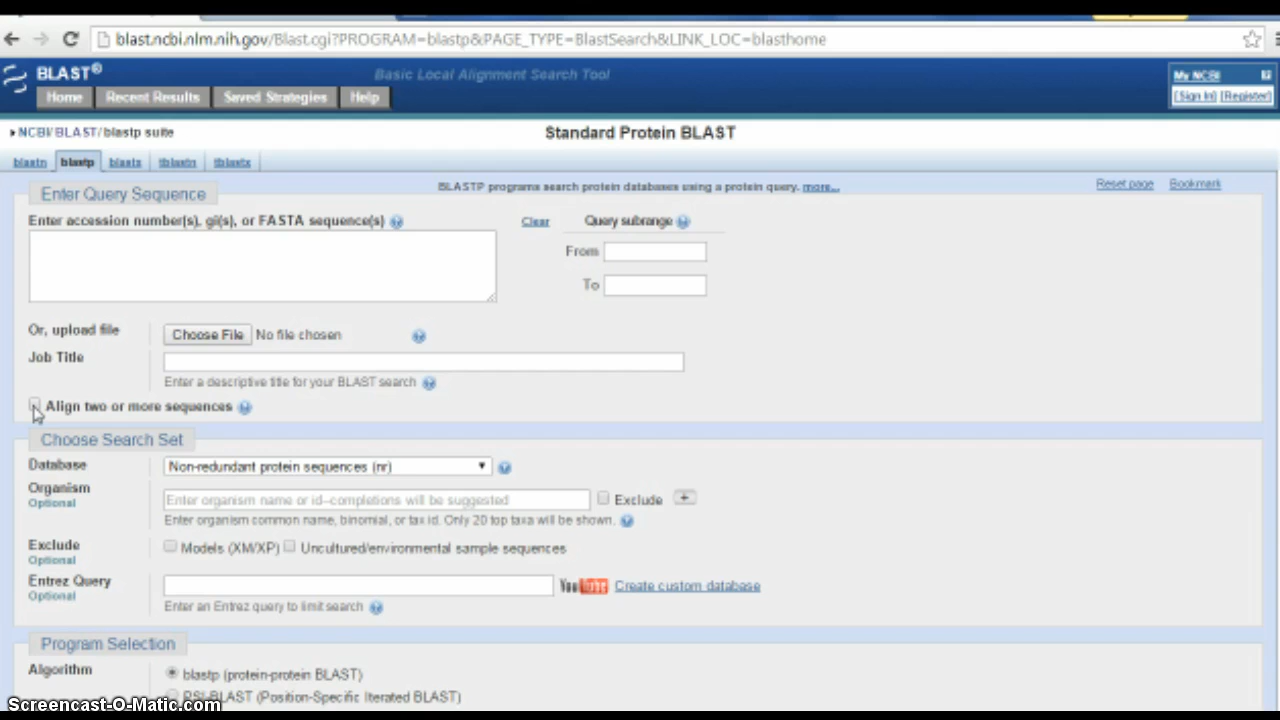 blast.ncbi.nlm.nih.gov/Blast.cgi?PROGRAM=blastp&PAGE_TYPE=BlastSearch&LINK_LOC=blasthome
BLAST® Basic Local Alignment Search Tool My NCBI
Home Recent Results Saved Strategies Help [Sign In] [Register]
NCBI/ BLAST/ blastp suite Standard Protein BLAST
blastn blastp blastx tblastn tblastx
Enter Query Sequence BLASTP programs search protein databases using a protein query. more... Reset page Bookmark
Enter accession number(s), gi(s), or FASTA sequence(s) Clear Query subrange
From
To
Or, upload file Choose File No file chosen
Job Title
Enter a descriptive title for your BLAST search
Align two or more sequences
Choose Search Set
Database Non-redundant protein sequences (nr)
Organism
Optional Enter organism name or id--completions will be suggested Exclude +
Enter organism common name, binomial, or tax id. Only 20 top taxa will be shown.
Exclude Models (XM/XP) Uncultured/environmental sample sequences
Optional
Entrez Query YouTube Create custom database
Optional
Enter an Entrez query to limit search
Program Selection
Algorithm blastp (protein-protein BLAST)
PSI-BLAST (Position-Specific Iterated BLAST)
Screencast-O-Matic.com